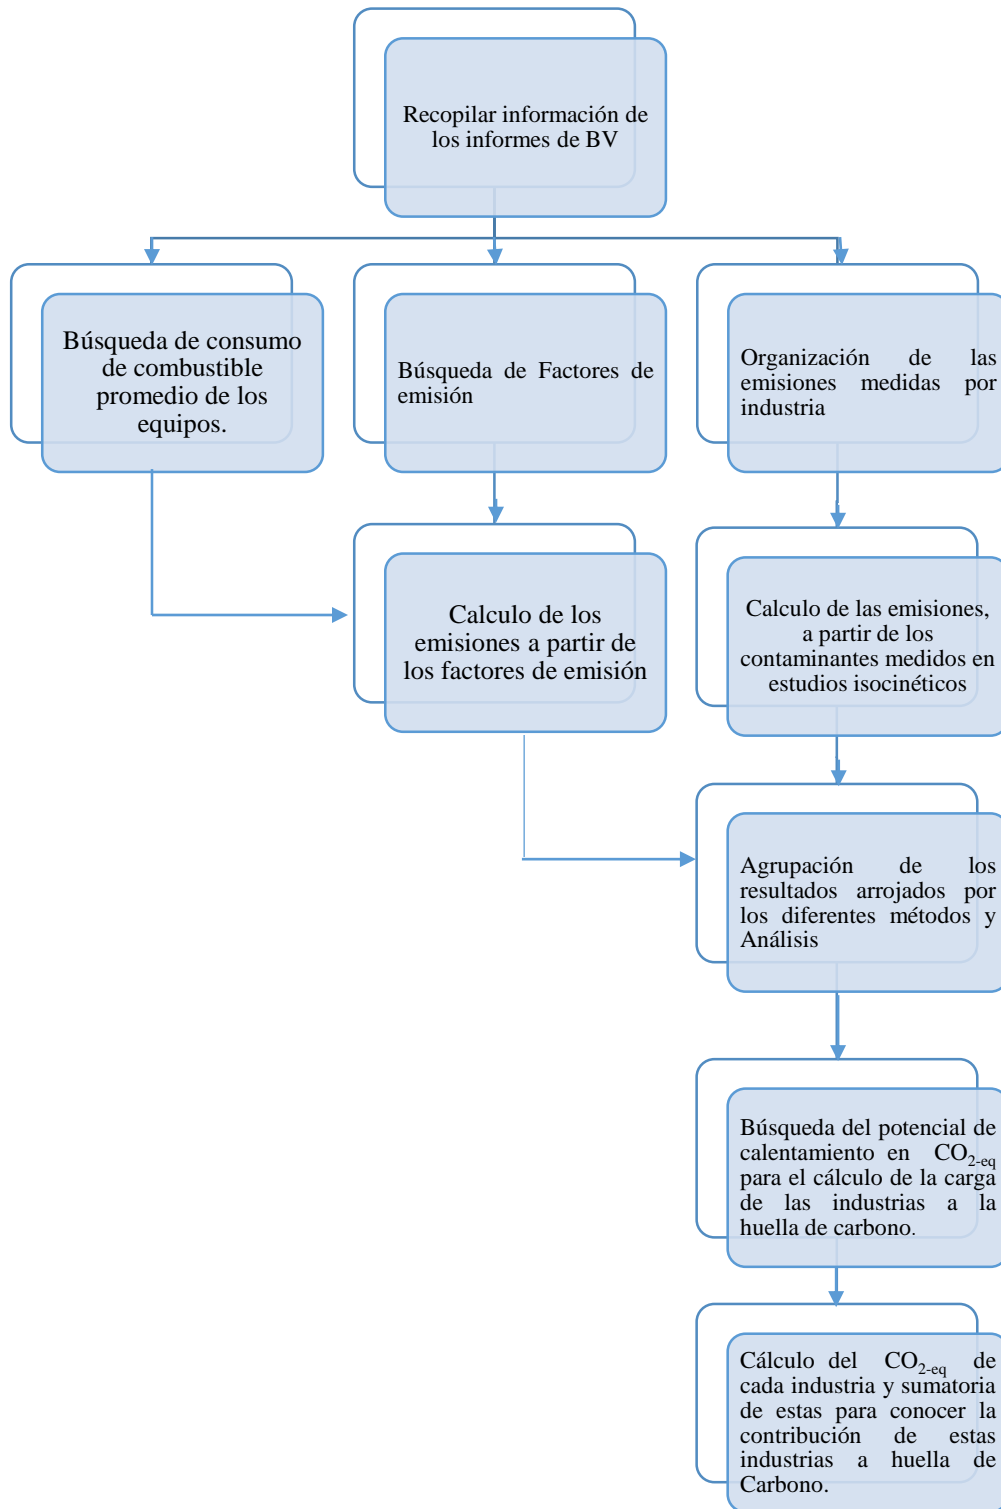 Recopilar información de
los informes de BV
Búsqueda de consumo
de combustible
promedio de los
equipos.
Búsqueda de Factores de
emisión
Organización de las
emisiones medidas por
industria
Calculo de los
emisiones a partir de
los factores de emisión
Calculo de las emisiones,
a partir de los
contaminantes medidos en
estudios isocinéticos
Agrupación de los
resultados arrojados por
los diferentes métodos y
Análisis
Búsqueda del potencial de
calentamiento en CO2-eq
para el cálculo de la carga
de las industrias a la
huella de carbono.
Cálculo del CO2-eq de
cada industria y sumatoria
de estas para conocer la
contribución de estas
industrias a huella de
Carbono.